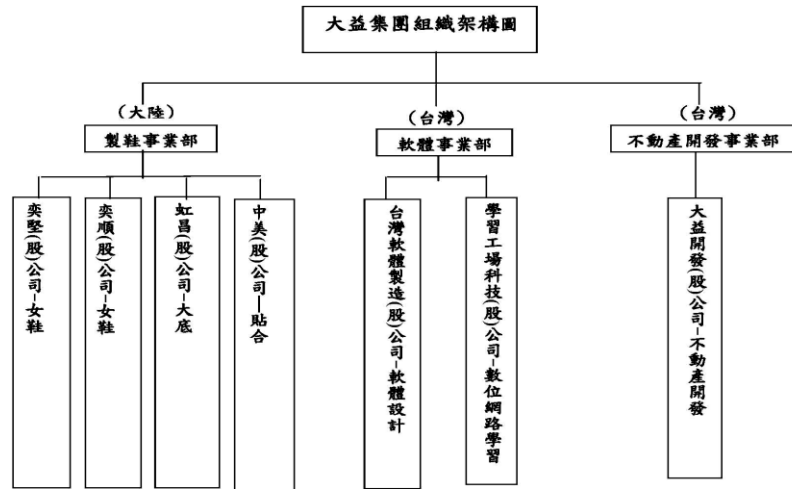 大益集團組織架構圖
(大陸)
製鞋事業部
(台灣)
軟體事業部
(台灣)
不動產開發事業部
奕堅(股)公司-女鞋
奕順(股)公司-女鞋
虹昌(股)公司-大底
中美(股)公司—貼合
台灣軟體製造(股)公司-軟體設計
學習工場科技(股)公司-數位網路學習
大益開發(股)公司-不動產開發